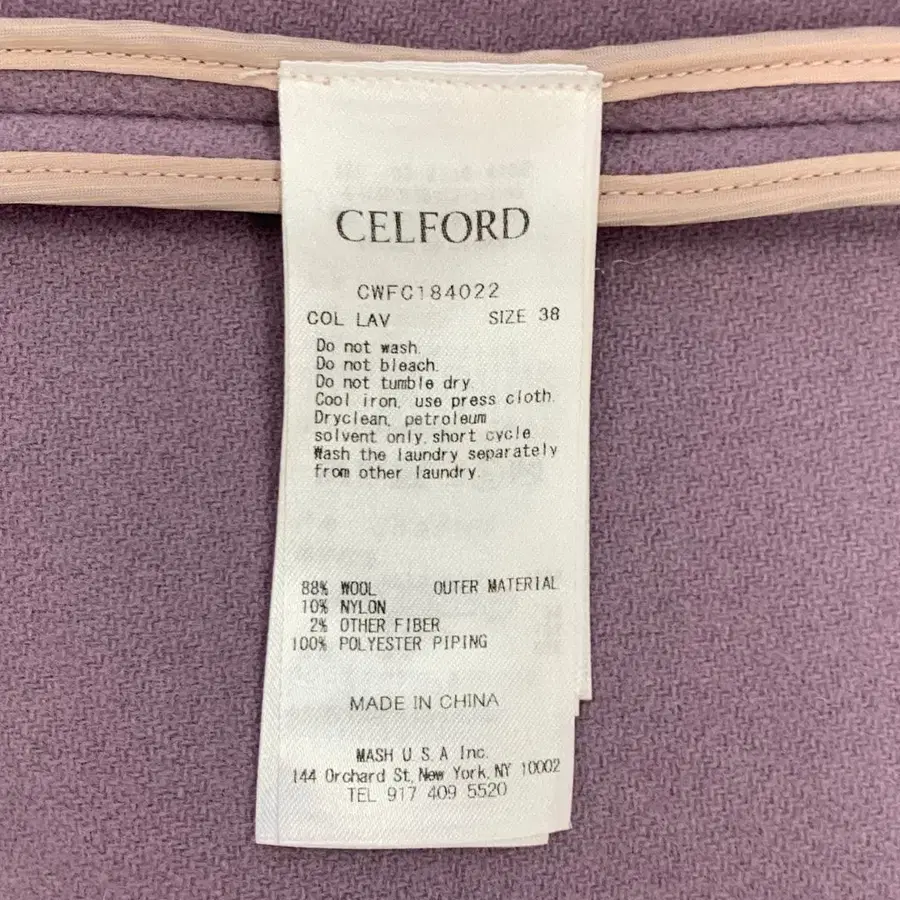 CELFORD
CWFC184022
COL LAV SIZE 38
Do not wash.
Do not bleach.
Do not tumble dry.
Cool iron, use press cloth.
Dryclean, petroleum
solvent only, short cycle.
Wash the laundry separately
from other laundry.
88% WOOL OUTER MATERIAL
10% NYLON
2% OTHER FIBER
100% POLYESTER PIPING
MADE IN CHINA
MASH U.S.A Inc.
144 Orchard St, New York, NY 10002
TEL 917 409 5520